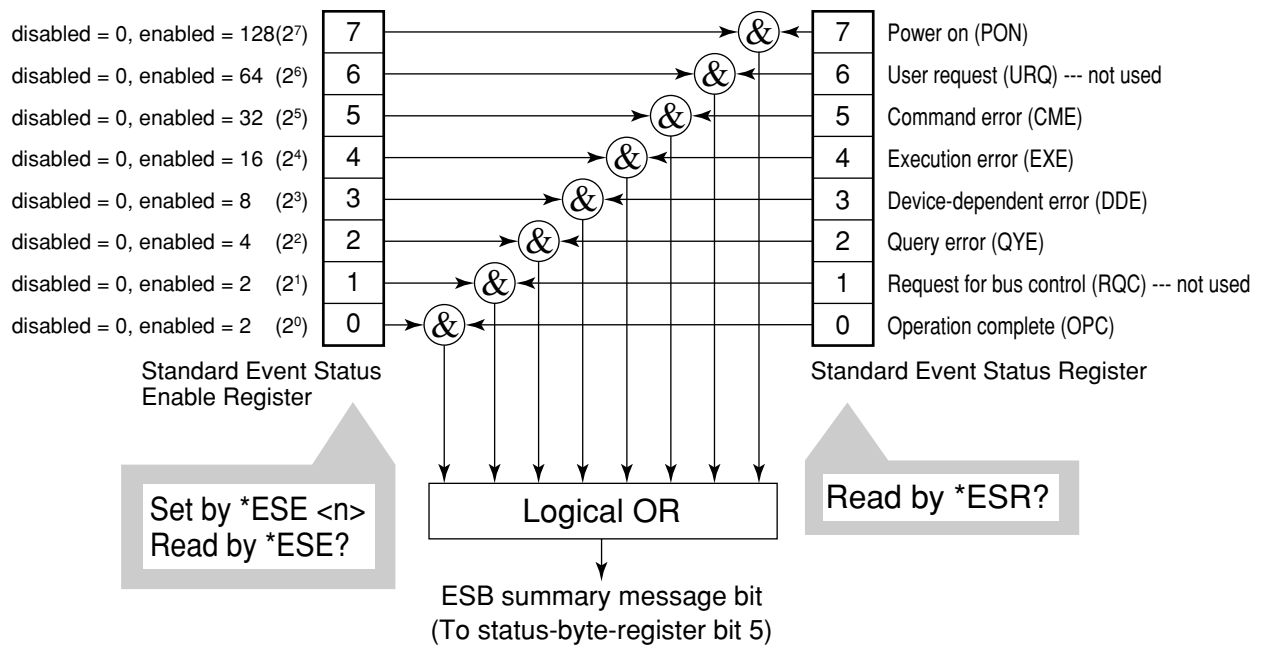 disabled = 0, enabled = 128(2⁷) 7 & 7 Power on (PON)
disabled = 0, enabled = 64 (2⁶) 6 & 6 User request (URQ) --- not used
disabled = 0, enabled = 32 (2⁵) 5 & 5 Command error (CME)
disabled = 0, enabled = 16 (2⁴) 4 & 4 Execution error (EXE)
disabled = 0, enabled = 8 (2³) 3 & 3 Device-dependent error (DDE)
disabled = 0, enabled = 4 (2²) 2 & 2 Query error (QYE)
disabled = 0, enabled = 2 (2¹) 1 & 1 Request for bus control (RQC) --- not used
disabled = 0, enabled = 2 (2⁰) 0 & 0 Operation complete (OPC)
Standard Event Status
Enable Register
Standard Event Status Register
Set by *ESE <n>
Read by *ESE?
Logical OR
Read by *ESR?
ESB summary message bit
(To status-byte-register bit 5)